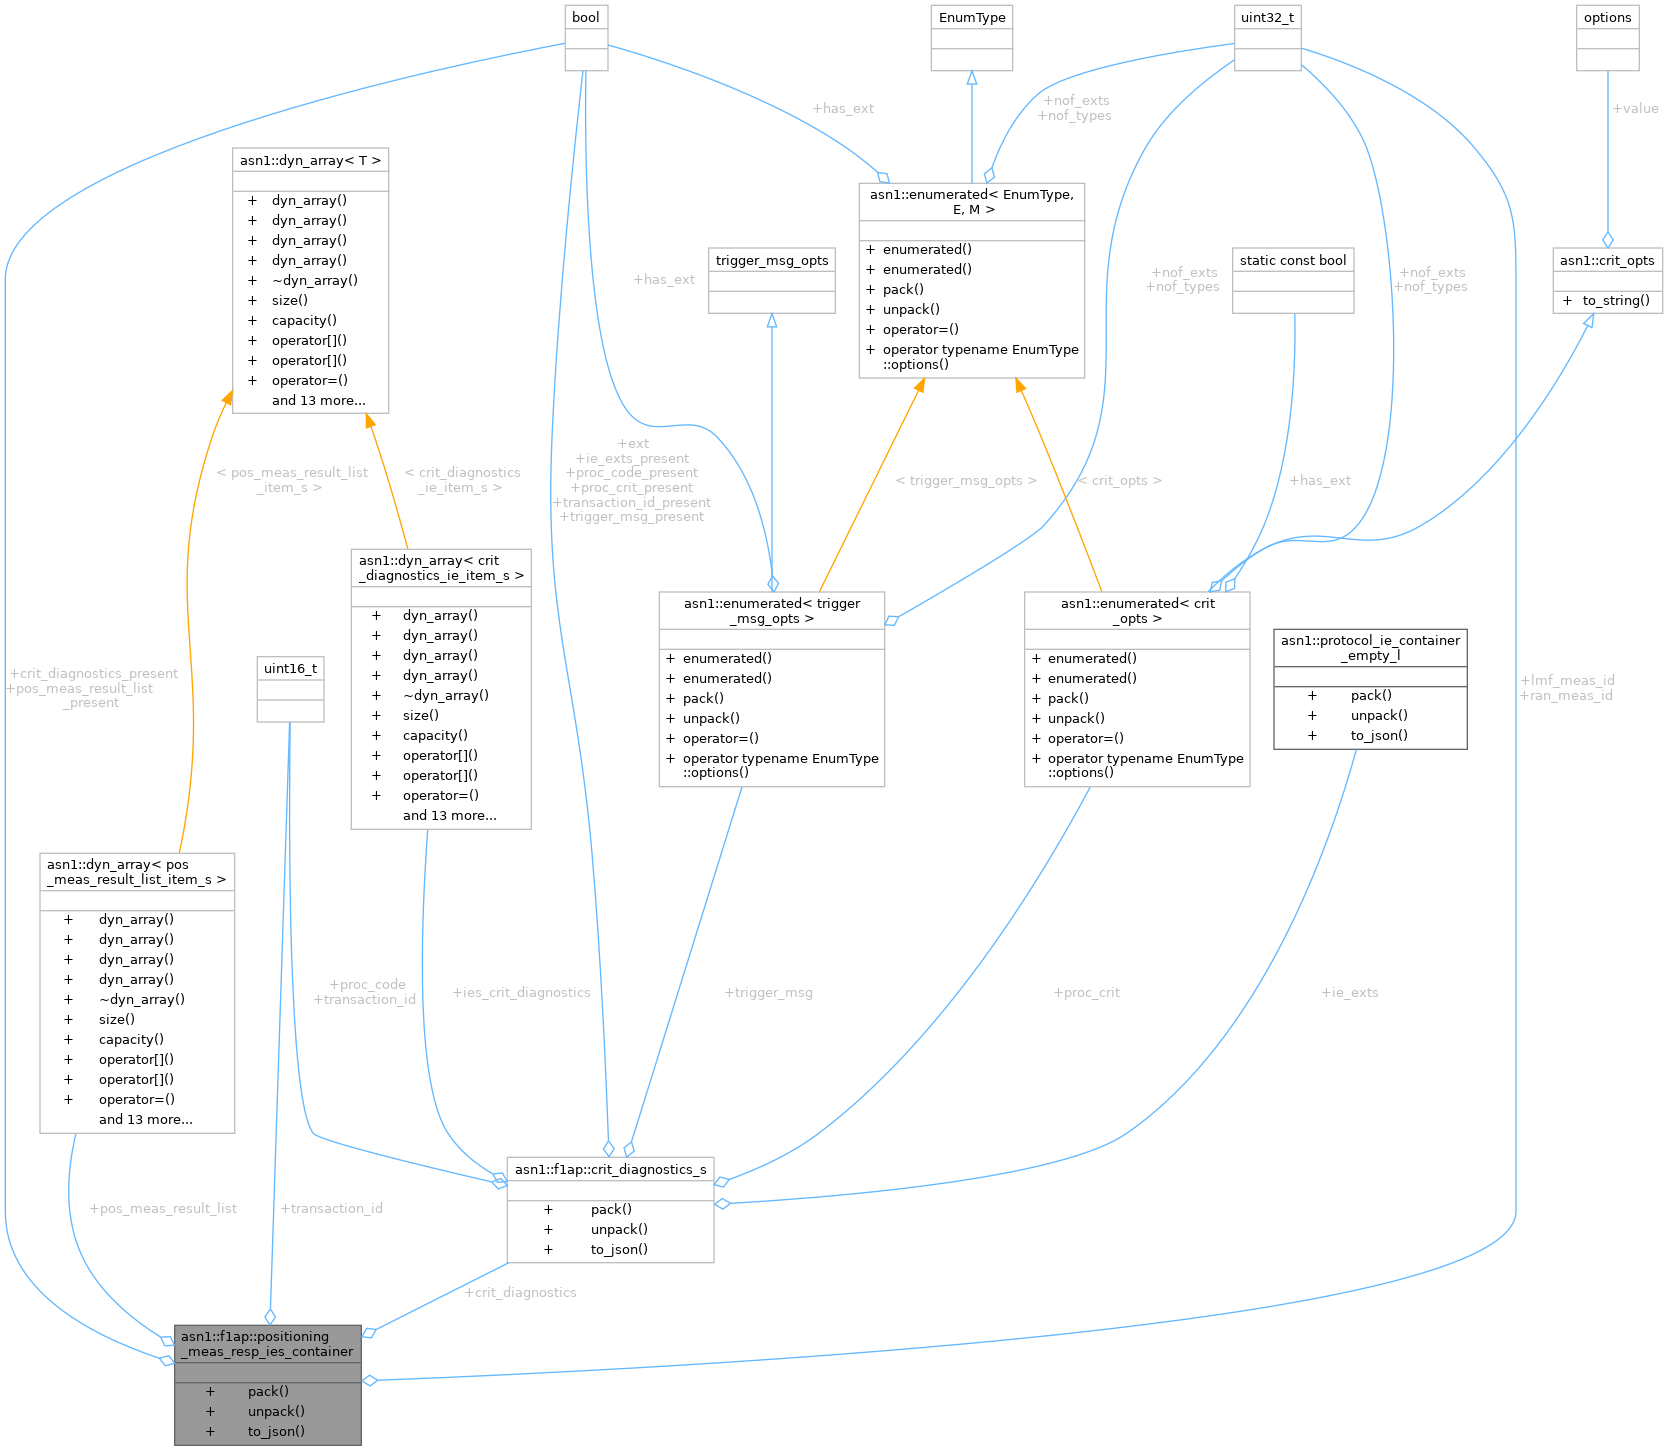 bool
EnumType
uint32_t
options
+has_ext
+nof_exts
+nof_types
+value
asn1::dyn_array< T >
+ dyn_array()
+ dyn_array()
+ dyn_array()
+ dyn_array()
+ ~dyn_array()
+ size()
+ capacity()
+ operator[]()
+ operator[]()
+ operator=()
and 13 more...
asn1::enumerated< EnumType,
E, M >
+ enumerated()
+ enumerated()
+ pack()
+ unpack()
+ operator=()
+ operator typename EnumType
::options()
trigger_msg_opts
static const bool
asn1::crit_opts
+ to_string()
+has_ext
+nof_exts
+nof_types
+nof_exts
+nof_types
+ext
+ie_exts_present
+proc_code_present
+proc_crit_present
+transaction_id_present
+trigger_msg_present
< pos_meas_result_list
_item_s >
< crit_diagnostics
_ie_item_s >
< trigger_msg_opts >
< crit_opts >
+has_ext
asn1::dyn_array< crit
_diagnostics_ie_item_s >
+ dyn_array()
+ dyn_array()
+ dyn_array()
+ dyn_array()
+ ~dyn_array()
+ size()
+ capacity()
+ operator[]()
+ operator[]()
+ operator=()
and 13 more...
asn1::enumerated< trigger
_msg_opts >
+ enumerated()
+ enumerated()
+ pack()
+ unpack()
+ operator=()
+ operator typename EnumType
::options()
asn1::enumerated< crit
_opts >
+ enumerated()
+ enumerated()
+ pack()
+ unpack()
+ operator=()
+ operator typename EnumType
::options()
asn1::protocol_ie_container
_empty_l
+ pack()
+ unpack()
+ to_json()
uint16_t
+crit_diagnostics_present
+pos_meas_result_list
_present
+lmf_meas_id
+ran_meas_id
asn1::dyn_array< pos
_meas_result_list_item_s >
+ dyn_array()
+ dyn_array()
+ dyn_array()
+ dyn_array()
+ ~dyn_array()
+ size()
+ capacity()
+ operator[]()
+ operator[]()
+ operator=()
and 13 more...
+proc_code
+transaction_id
+ies_crit_diagnostics
+trigger_msg
+proc_crit
+ie_exts
asn1::f1ap::crit_diagnostics_s
+ pack()
+ unpack()
+ to_json()
+pos_meas_result_list
+transaction_id
+crit_diagnostics
asn1::f1ap::positioning
_meas_resp_ies_container
+ pack()
+ unpack()
+ to_json()